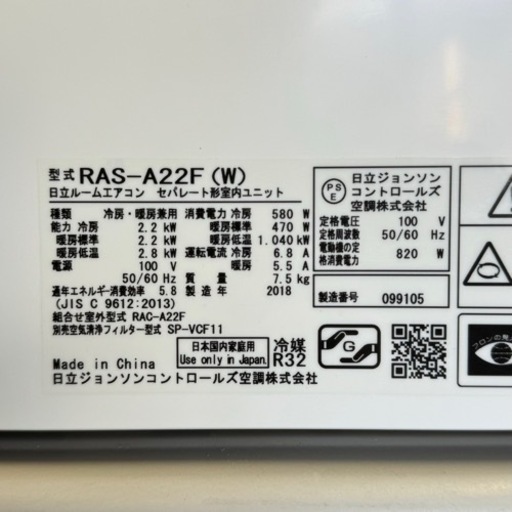 型式 RAS-A22F(W)
日立ルームエアコン セパレート形室内ユニット
種類 冷房・暖房兼用
能力 冷房 2.2 kW
暖房標準 2.2 kW
暖房低温 2.8 kW
電源 100 V
50/60 Hz
通年エネルギー消費効率 5.8
(JIS C 9612:2013)
組合せ室外型式 RAC-A22F
別売空気清浄フィルター型式 SP-VCF11
消費電力 冷房 580 W
暖房標準 470 W
暖房低温 1.040 kW
運転電流 冷房 6.8 A
暖房 5.5 A
質量 7.5 kg
製造年 2018
PSE
日立ジョンソン
コントロールズ
空調株式会社
定格電圧 100 V
定格周波数 50/60 Hz
電動機の定
格消費電力 820 W
製造番号 099105
日本国内家庭用
Use only in Japan.
冷媒
R32
G
Made in China
日立ジョンソンコントロールズ空調株式会社